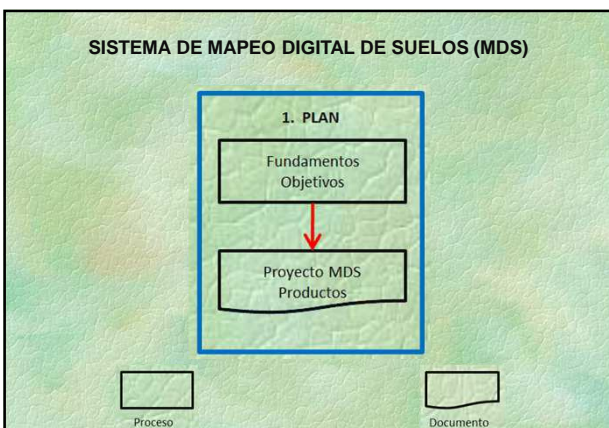 SISTEMA DE MAPEO DIGITAL DE SUELOS (MDS)
1. PLAN
Fundamentos
Objetivos
Proyecto MDS
Productos
Proceso
Documento